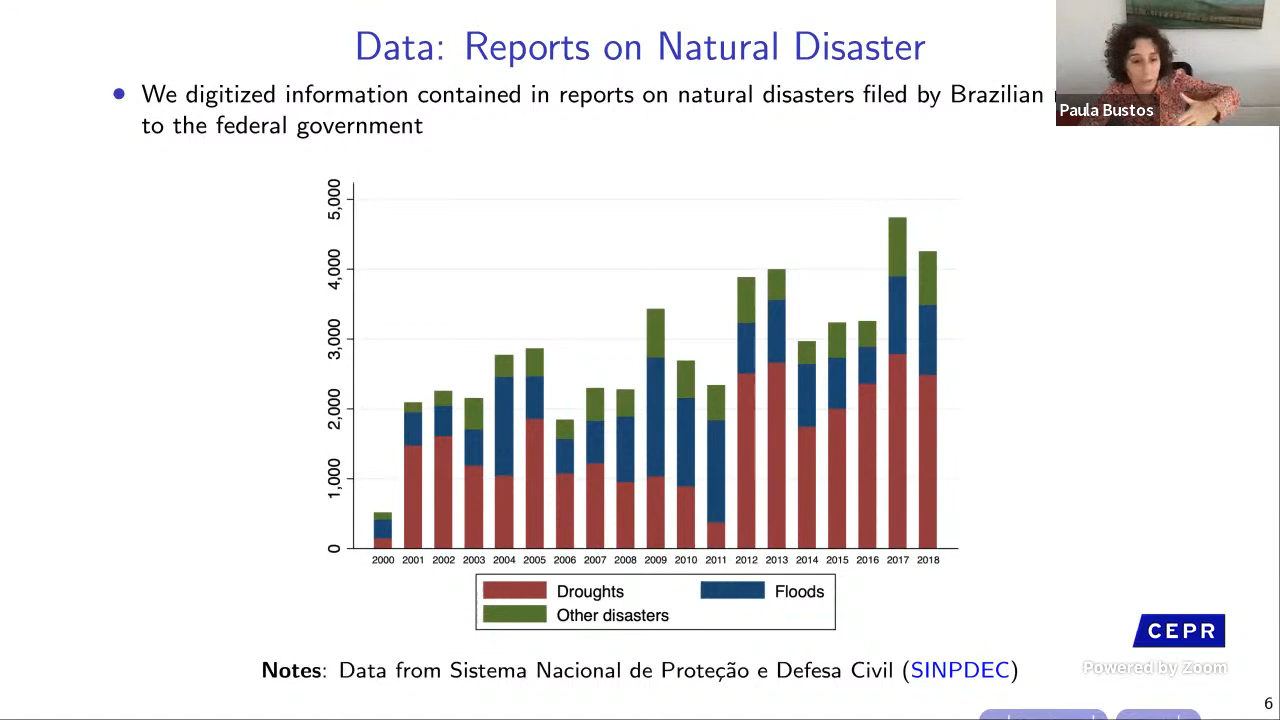 Data: Reports on Natural Disaster
• We digitized information contained in reports on natural disasters filed by Brazilian
to the federal government
Paula Bustos
5,000
4,000
3,000
2,000
1,000
0
2000 2001 2002 2003 2004 2005 2006 2007 2008 2009 2010 2011 2012 2013 2014 2015 2016 2017 2018
Droughts Floods
Other disasters
CEPR
Powered by Zoom
Notes: Data from Sistema Nacional de Proteção e Defesa Civil (SINPDEC)
6